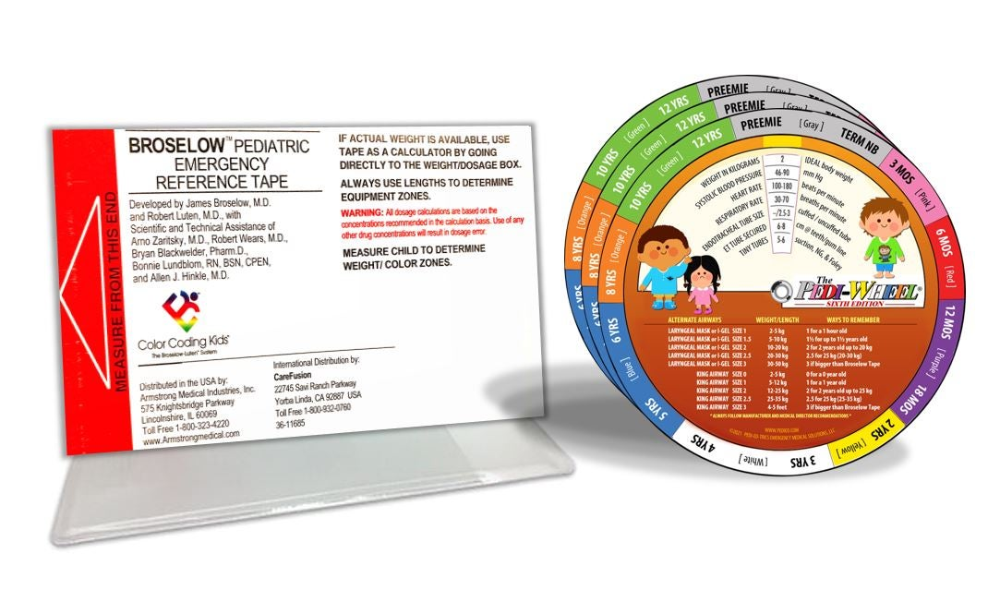 MEASURE FROM THIS END
BROSELOW™ PEDIATRIC
EMERGENCY
REFERENCE TAPE
Developed by James Broselow, M.D.
and Robert Luten, M.D., with
Scientific and Technical Assistance of
Arno Zaritsky, M.D., Robert Wears, M.D.,
Bryan Blackwelder, Pharm.D.,
Bonnie Lundblom, RN, BSN, CPEN,
and Allen J. Hinkle, M.D.
Color Coding Kids
The Broselow-Luten System
Distributed in the USA by:
Armstrong Medical Industries, Inc.
575 Knightsbridge Parkway
Lincolnshire, IL 60069
Toll Free 1-800-323-4220
www.Armstrongmedical.com
International Distribution by:
CareFusion
22745 Savi Ranch Parkway
Yorba Linda, CA 92887 USA
Toll Free 1-800-932-0760
36-11685
IF ACTUAL WEIGHT IS AVAILABLE, USE
TAPE AS A CALCULATOR BY GOING
DIRECTLY TO THE WEIGHT/DOSAGE BOX.
ALWAYS USE LENGTHS TO DETERMINE
EQUIPMENT ZONES.
WARNING: All dosage calculations are based on the
concentrations recommended in the calculation basis. Use of any
other drug concentrations will result in dosage error.
MEASURE CHILD TO DETERMINE
WEIGHT/ COLOR ZONES.
8 YRS [Orange] 10 YRS [Green] 12 YRS PREEMIE [Gray]
6 YRS 8 YRS [Orange] 10 YRS [Green] 12 YRS PREEMIE [Gray]
PREEMIE [Gray] TERM NB
3 MOS [Pink]
6 MOS [Red]
12 MOS [Purple] 18 MOS
2 YRS [Yellow]
3 YRS [White] 4 YRS
5 YRS [Blue] 6 YRS
8 YRS [Orange]
10 YRS [Green] 12 YRS
WEIGHT IN KILOGRAMS 2 IDEAL body weight
SYSTOLIC BLOOD PRESSURE 46-90 mm Hg
HEART RATE 100-180 beats per minute
RESPIRATORY RATE 30-70 breaths per minute
ENDOTRACHEAL TUBE SIZE ~/2.5-3 cuffed / uncuffed tube
ET TUBE SECURED 6-8 cm @ teeth/gum line
TINY TUBES 5-6 suction, NG, & Foley
The
PEDI-WHEEL®
SIXTH EDITION
ALTERNATE AIRWAYS WEIGHT/LENGTH WAYS TO REMEMBER
LARYNGEAL MASK or I-GEL SIZE 1 2-5 kg 1 for a 1 hour old
LARYNGEAL MASK or I-GEL SIZE 1.5 5-10 kg 1½ for up to 1½ years old
LARYNGEAL MASK or I-GEL SIZE 2 10-20 kg 2 for 2 years old up to 20 kg
LARYNGEAL MASK or I-GEL SIZE 2.5 20-30 kg 2.5 for 25 kg (20-30 kg)
LARYNGEAL MASK or I-GEL SIZE 3 30-50 kg 3 if bigger than Broselow Tape
KING AIRWAY SIZE 0 2-5 kg 0 for a 0 year old
KING AIRWAY SIZE 1 5-12 kg 1 for a 1 year old
KING AIRWAY SIZE 2 12-25 kg 2 for 2 years old up to 25 kg
KING AIRWAY SIZE 2.5 25-35 kg 2.5 for 25 kg (25-35 kg)
KING AIRWAY SIZE 3 4-5 feet 3 if bigger than Broselow Tape
* ALWAYS FOLLOW MANUFACTURER AND MEDICAL DIRECTOR RECOMMENDATIONS *
WWW.PEDIGO.COM
©2021 PEDI-GO-TRICS EMERGENCY MEDICAL SOLUTIONS, LLC